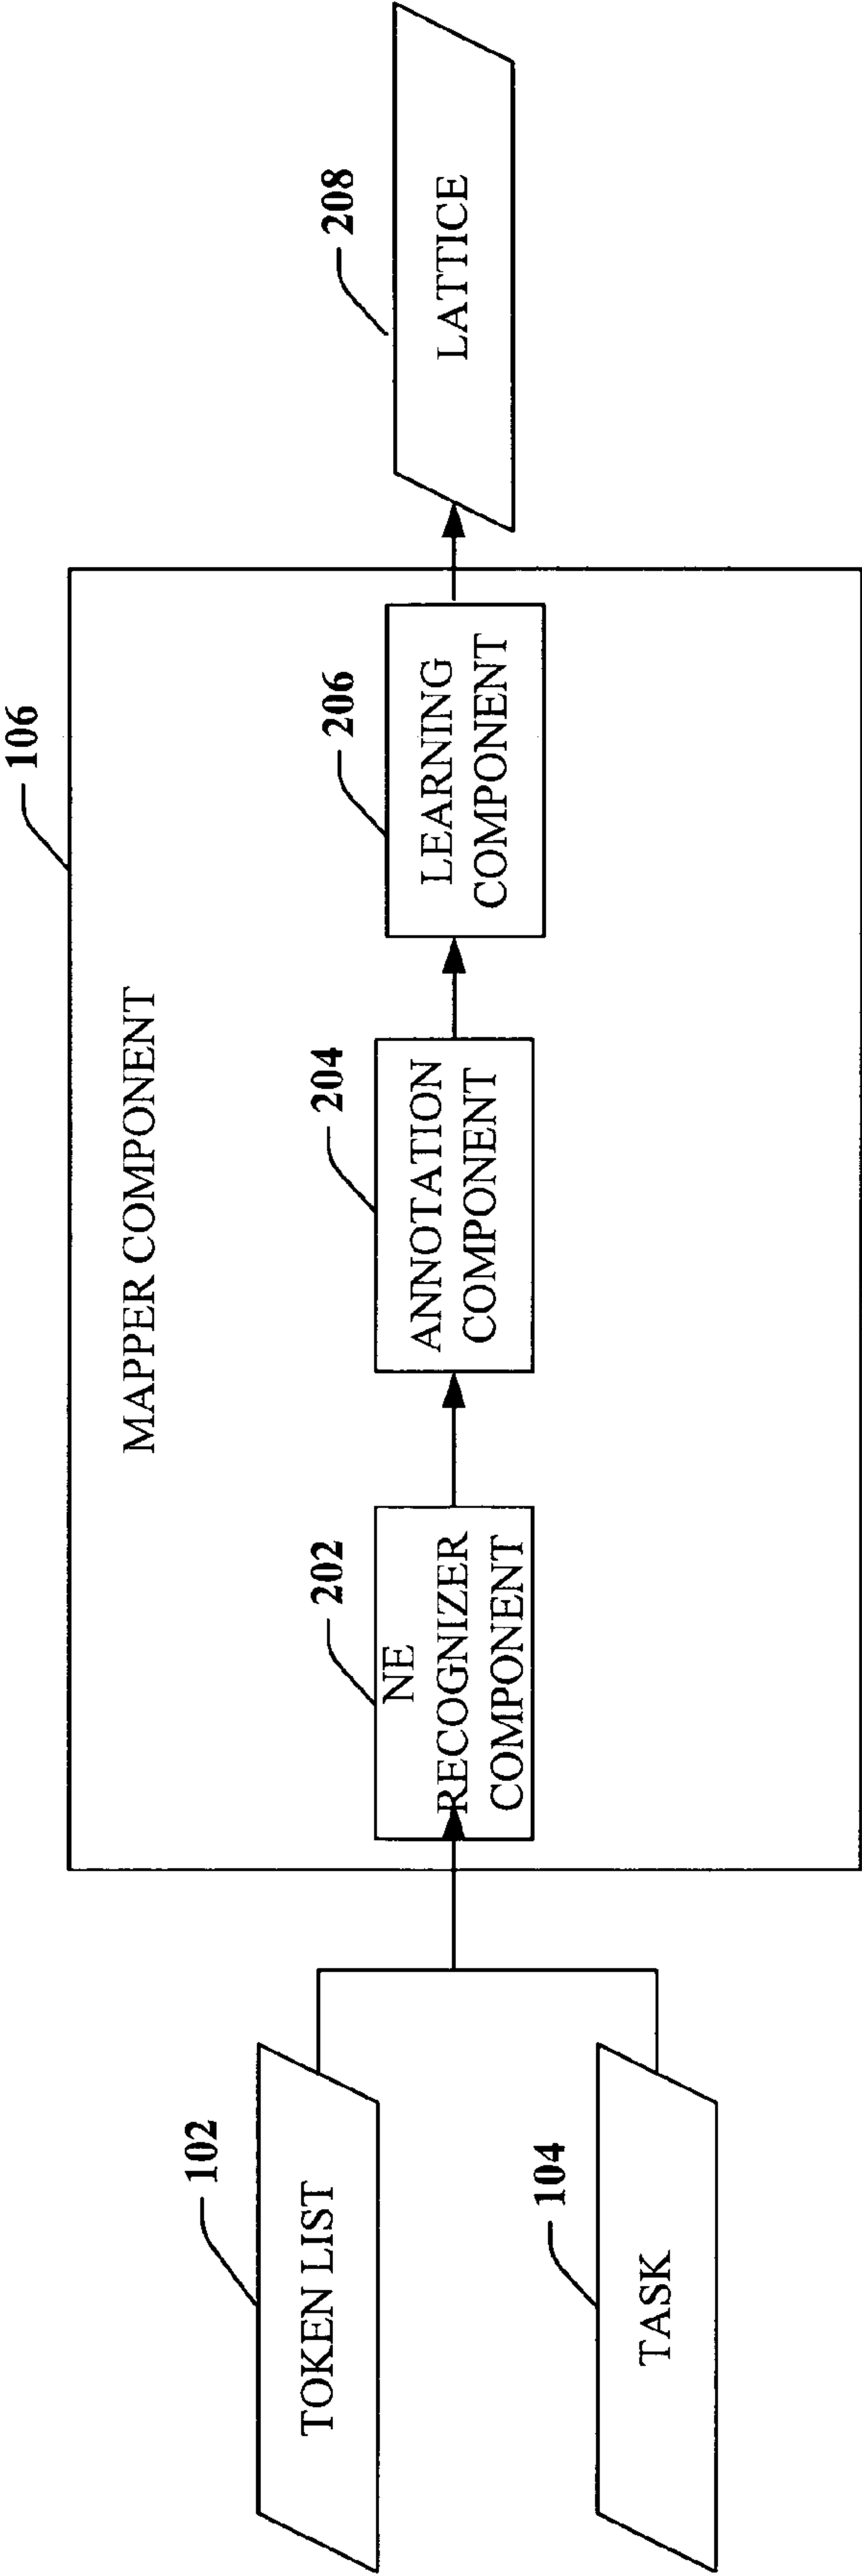 106
MAPPER COMPONENT
102
TOKEN LIST
104
TASK
202
NE
RECOGNIZER
COMPONENT
204
ANNOTATION
COMPONENT
206
LEARNING
COMPONENT
208
LATTICE